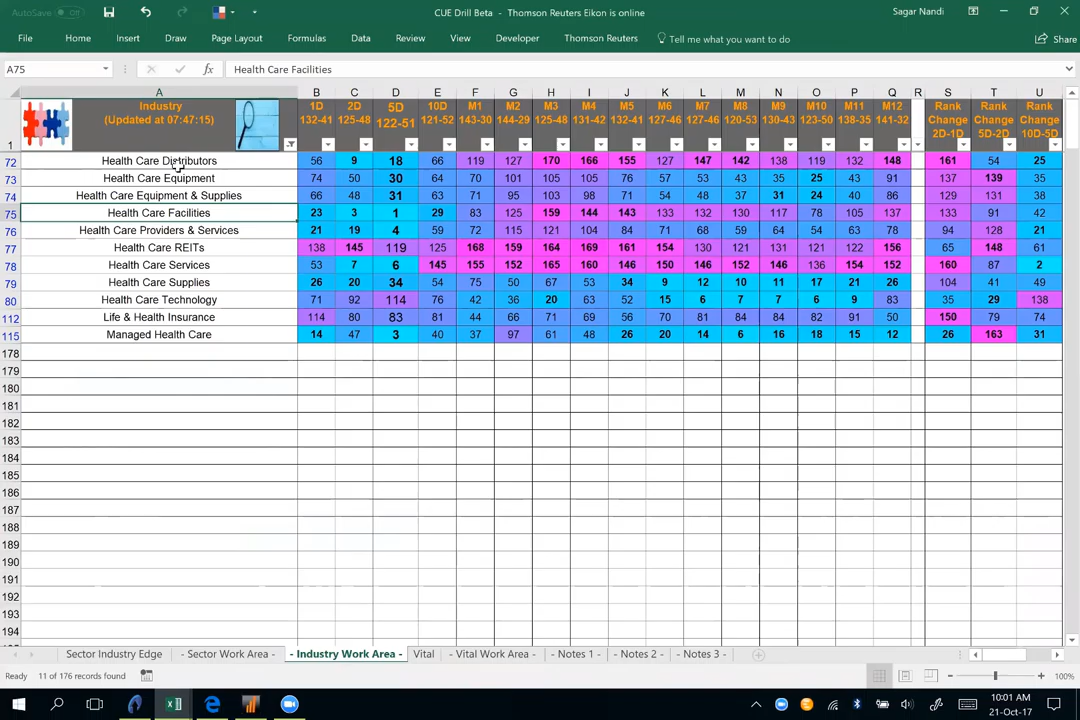 AutoSave Off
CUE Drill Beta - Thomson Reuters Eikon is online
Sagar Nandi
File Home Insert Draw Page Layout Formulas Data Review View Developer Thomson Reuters Tell me what you want to do Share
A75 fx Health Care Facilities
A B C D E F G H I J K L M N O P Q R S T U
1 Industry (Updated at 07:47:15) 1D 132-41 2D 125-48 5D 122-51 10D 121-52 M1 143-30 M2 144-29 M3 125-48 M4 131-42 M5 132-41 M6 127-46 M7 119-54 M8 120-53 M9 130-43 M10 123-50 M11 138-35 M12 141-32 Rank Change 2D-1D Rank Change 5D-2D Rank Change 10D-5D
72 Health Care Distributors 56 9 18 66 119 127 170 166 155 127 147 142 138 119 132 148 161 54 25
73 Health Care Equipment 74 50 30 64 70 101 105 105 76 57 53 43 35 25 43 91 137 139 35
74 Health Care Equipment & Supplies 66 48 31 63 71 95 103 98 71 54 48 37 31 24 40 86 129 131 38
75 Health Care Facilities 23 3 1 29 83 125 159 144 143 133 132 130 117 78 105 137 133 91 42
76 Health Care Providers & Services 21 19 4 59 72 115 121 104 84 71 68 59 64 54 63 78 94 128 21
77 Health Care REITs 138 145 119 125 168 159 164 169 161 154 130 121 131 121 122 156 65 148 61
78 Health Care Services 53 7 6 145 155 152 165 160 146 150 146 152 146 136 154 152 160 87 2
79 Health Care Supplies 26 20 34 54 75 50 67 53 34 9 12 10 11 17 21 26 104 41 49
80 Health Care Technology 71 92 114 76 42 36 20 63 52 15 6 7 7 6 9 83 35 29 138
112 Life & Health Insurance 114 80 83 81 44 66 71 69 56 70 81 84 84 82 91 50 150 79 74
115 Managed Health Care 14 47 3 40 37 97 61 48 26 20 14 6 16 18 15 12 26 163 31
178
179
180
181
182
183
184
185
186
187
188
189
190
191
192
193
194
Sector Industry Edge - Sector Work Area - - Industry Work Area - Vital - Vital Work Area - - Notes 1 - - Notes 2 - - Notes 3 -
Ready 11 of 176 records found 100%
10:01 AM
21-Oct-17